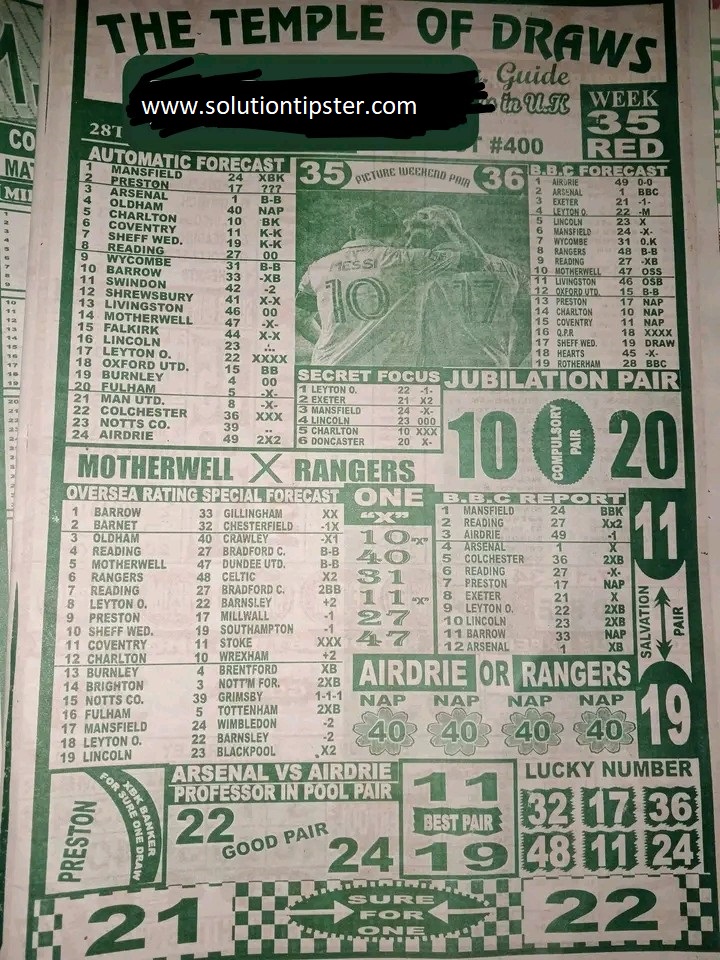 THE TEMPLE OF DRAWS
www.solutiontipster.com
Guide
in U.K
WEEK
35
RED
28T
#400
AUTOMATIC FORECAST
1 MANSFIELD 24 XBK
2 PRESTON 17 ???
3 ARSENAL 1 B-B
4 OLDHAM 40 NAP
5 CHARLTON 10 BK
6 COVENTRY 11 K-K
7 SHEFF WED. 19 K-K
8 READING 27 00
9 WYCOMBE 31 B-B
10 BARROW 33 -XB
11 SWINDON 42 -2
12 SHREWSBURY 41 X-X
13 LIVINGSTON 46 00
14 MOTHERWELL 47 -X-
15 FALKIRK 44 X-X
16 LINCOLN 23
17 LEYTON O. 22 XXXX
18 OXFORD UTD. 15 BB
19 BURNLEY 4 00
20 FULHAM 5 -X-
21 MAN UTD. 8 -X-
22 COLCHESTER 36 XXX
23 NOTTS CO. 39 ..
24 AIRDRIE 49 2X2
35 PICTURE WEEKEND PAIR 36
MESSI
10 17
B.B.C FORECAST
1 AIRDRIE 49 0-0
2 ARSENAL 1 BBC
3 EXETER 21 -1-
4 LEYTON O. 22 -M
5 LINCOLN 23 X
6 MANSFIELD 24 -X-
7 WYCOMBE 31 0.K
8 RANGERS 48 B-B
9 READING 27 -XB
10 MOTHERWELL 47 OSS
11 LIVINGSTON 46 OSB
12 OXFORD UTD. 15 B-B
13 PRESTON 17 NAP
14 CHARLTON 10 NAP
15 COVENTRY 11 NAP
16 Q.P.R 18 XXXX
17 SHEFF WED. 19 DRAW
18 HEARTS 45 -X-
19 ROTHERHAM 28 BBC
SECRET FOCUS
1 LEYTON O. 22 -1-
2 EXETER 21 X2
3 MANSFIELD 24 -X-
4 LINCOLN 23 000
5 CHARLTON 10 XXX
6 DONCASTER 20 X-
JUBILATION PAIR
10 COMPULSORY PAIR 20
MOTHERWELL X RANGERS
OVERSEA RATING SPECIAL FORECAST
1 BARROW 33 GILLINGHAM XX
2 BARNET 32 CHESTERFIELD -1X
3 OLDHAM 40 CRAWLEY -X1
4 READING 27 BRADFORD C. B-B
5 MOTHERWELL 47 DUNDEE UTD. B-B
6 RANGERS 48 CELTIC X2
7 READING 27 BRADFORD C. 2BB
8 LEYTON O. 22 BARNSLEY +2
9 PRESTON 17 MILLWALL -1
10 SHEFF WED. 19 SOUTHAMPTON -1
11 COVENTRY 11 STOKE XXX
12 CHARLTON 10 WREXHAM +2
13 BURNLEY 4 BRENTFORD XB
14 BRIGHTON 3 NOTT'M FOR. 2XB
15 NOTTS CO. 39 GRIMSBY 1-1-1
16 FULHAM 5 TOTTENHAM 2XB
17 MANSFIELD 24 WIMBLEDON -2
18 LEYTON O. 22 BARNSLEY -2
19 LINCOLN 23 BLACKPOOL X2
ONE
"X"
10 "X"
40
31
11 "X"
27
47
B.B.C REPORT
1 MANSFIELD 24 BBK
2 READING 27 Xx2
3 AIRDRIE 49 -1
4 ARSENAL 1 X
5 COLCHESTER 36 2XB
6 READING 27 -X-
7 PRESTON 17 NAP
8 EXETER 21 X
9 LEYTON O. 22 2XB
10 LINCOLN 23 2XB
11 BARROW 33 NAP
12 ARSENAL 1 XB
11
SALVATION PAIR
19
AIRDRIE OR RANGERS
NAP NAP NAP NAP
40 40 40 40
PRESTON
XBK BANKER
FOR SURE ONE DRAW
ARSENAL VS AIRDRIE
PROFESSOR IN POOL PAIR
22
GOOD PAIR
24
11
BEST PAIR
19
LUCKY NUMBER
32 17 36
48 11 24
21
SURE
FOR
ONE
22